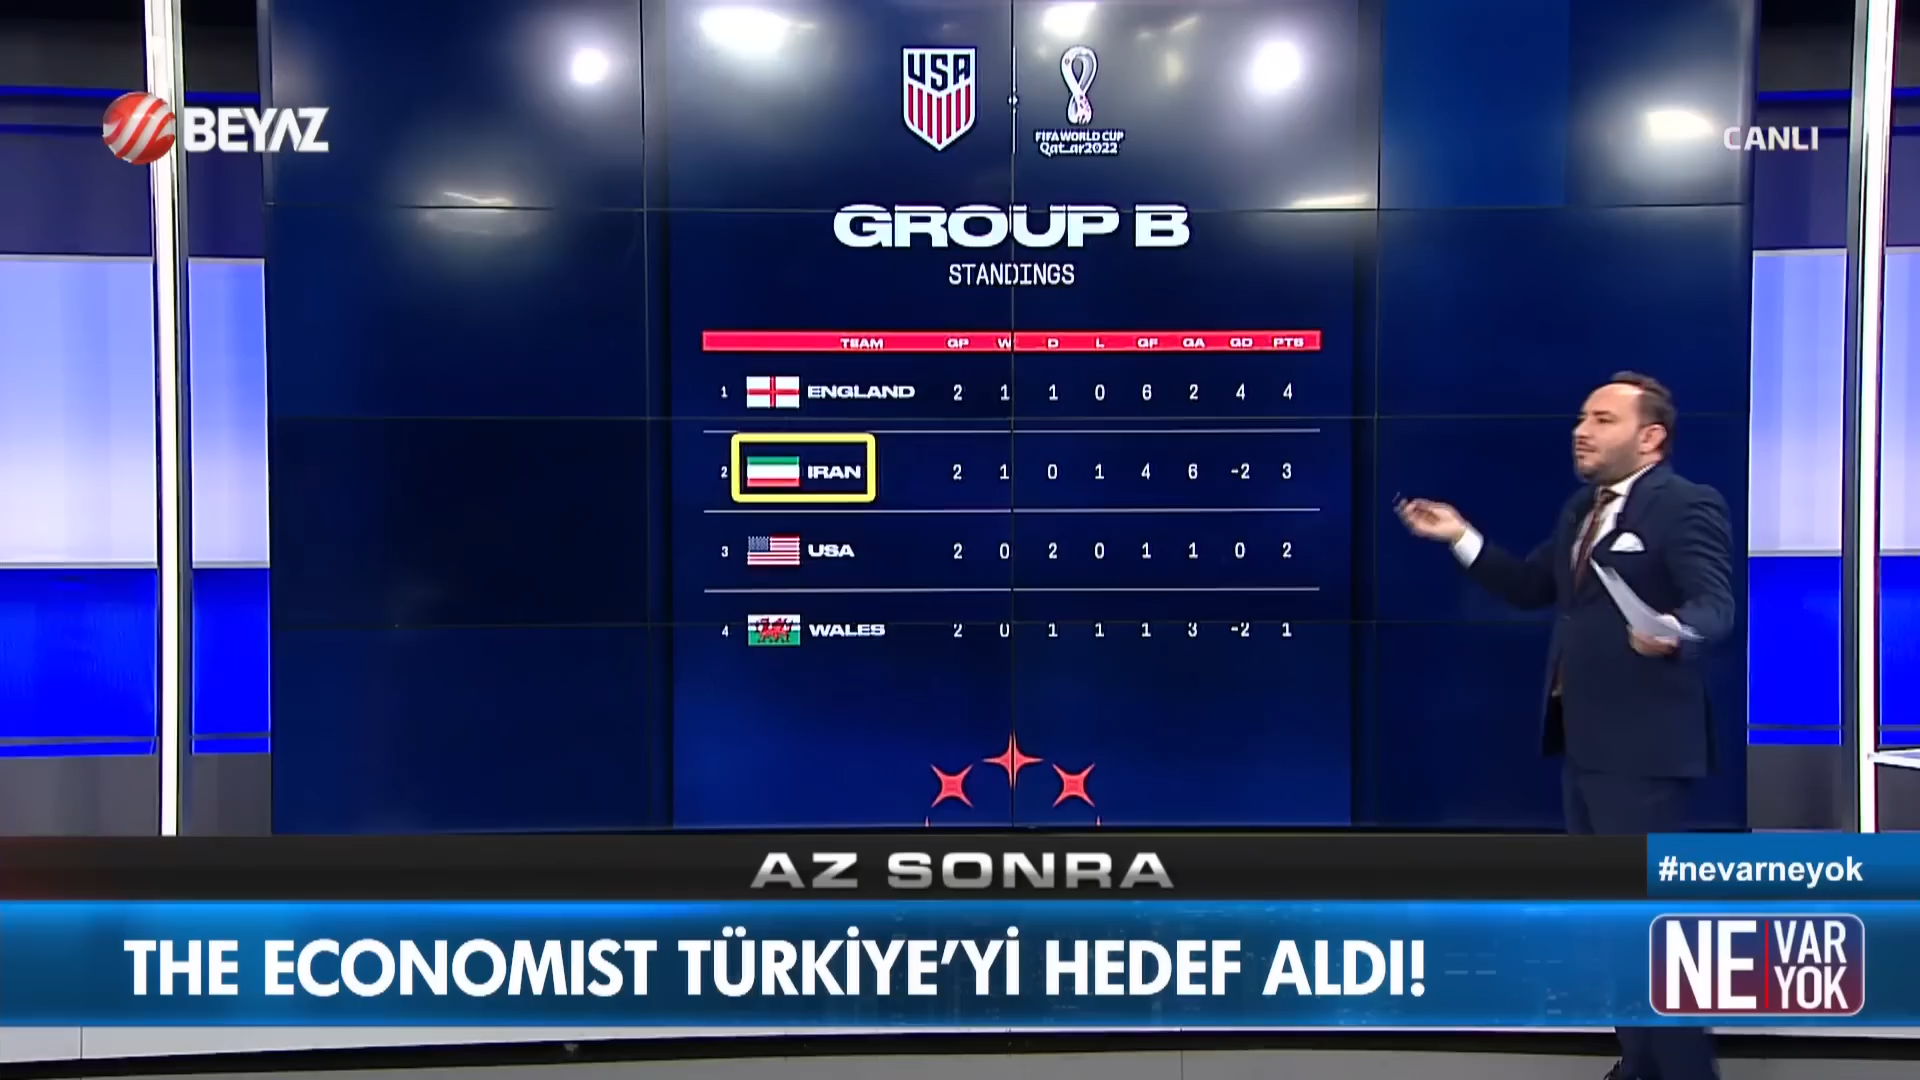 USA
FIFA WORLD CUP
Qatar2022
BEYAZ
CANLI
GROUP B
STANDINGS
TEAM GP W D L GF GA GD PTS
1 ENGLAND 2 1 1 0 6 2 4 4
2 IRAN 2 1 0 1 4 6 -2 3
3 USA 2 0 2 0 1 1 0 2
4 WALES 2 0 1 1 1 3 -2 1
AZ SONRA
#nevarneyok
THE ECONOMIST TÜRKİYE'Yİ HEDEF ALDI!
NE VAR
YOK